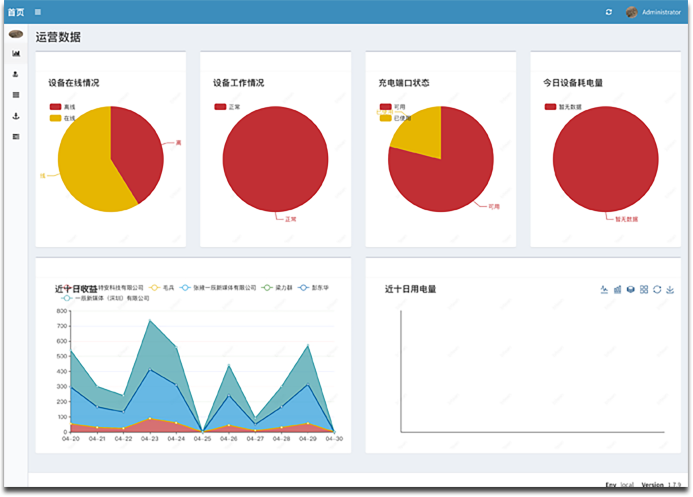 首页
Administrator
运营数据
设备在线情况
离线
在线
离
线
设备工作情况
正常
正常
充电端口状态
可用
已使用
可用
今日设备耗电量
暂无数据
暂无数据
近十日收益
特安科技有限公司
毛兵
张继一辰新媒体有限公司
梁力群
彭东华
一辰新媒体（深圳）有限公司
800
700
600
500
400
300
200
100
0
04-20 04-21 04-22 04-23 04-24 04-25 04-26 04-27 04-28 04-29 04-30
近十日用电量
Env local Version 1.7.9